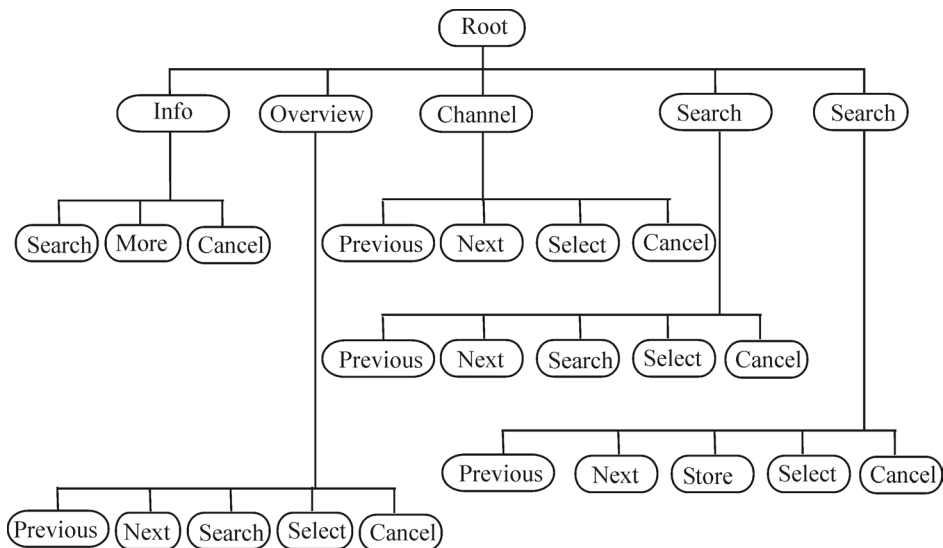 Root
Info Overview Channel Search Search
Search More Cancel Previous Next Select Cancel
Previous Next Search Select Cancel
Previous Next Store Select Cancel
Previous Next Search Select Cancel